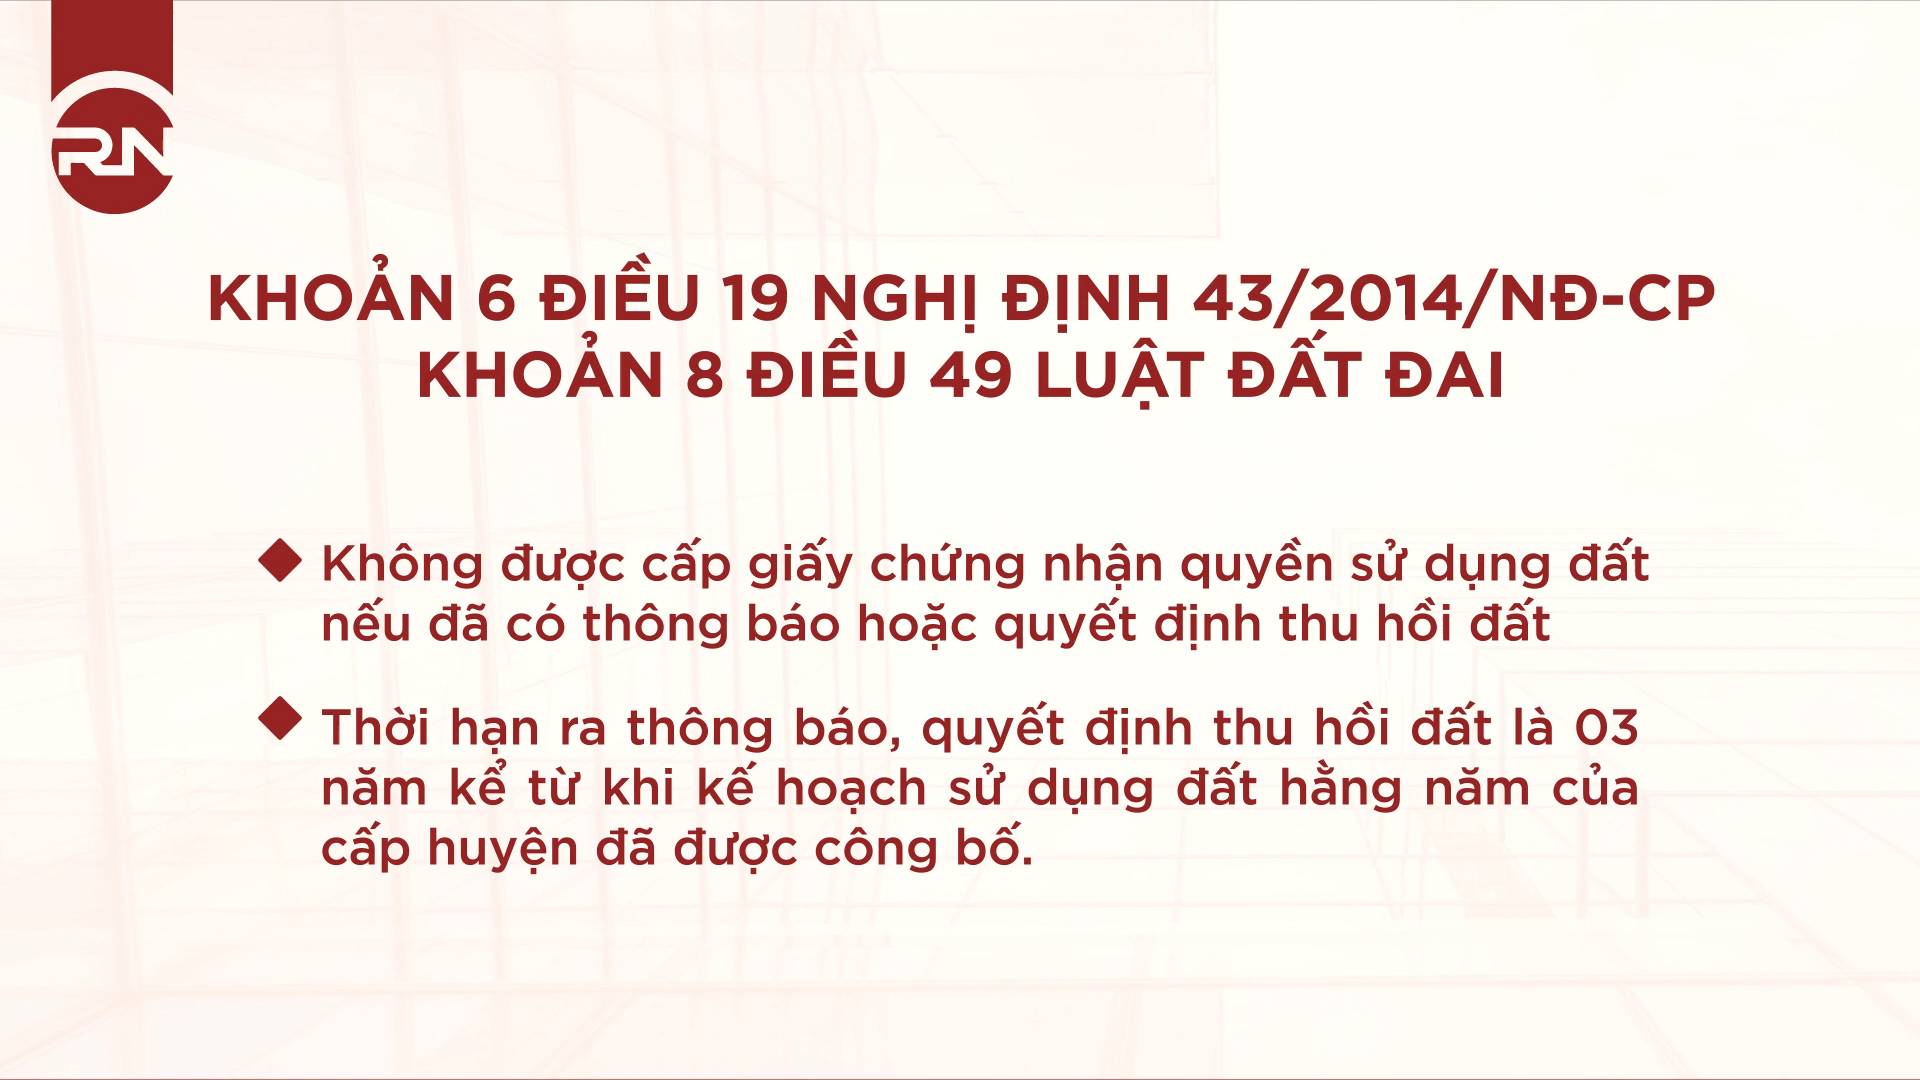 RN
KHOẢN 6 ĐIỀU 19 NGHỊ ĐỊNH 43/2014/NĐ-CP
KHOẢN 8 ĐIỀU 49 LUẬT ĐẤT ĐAI
Không được cấp giấy chứng nhận quyền sử dụng đất
nếu đã có thông báo hoặc quyết định thu hồi đất
Thời hạn ra thông báo, quyết định thu hồi đất là 03
năm kể từ khi kế hoạch sử dụng đất hằng năm của
cấp huyện đã được công bố.